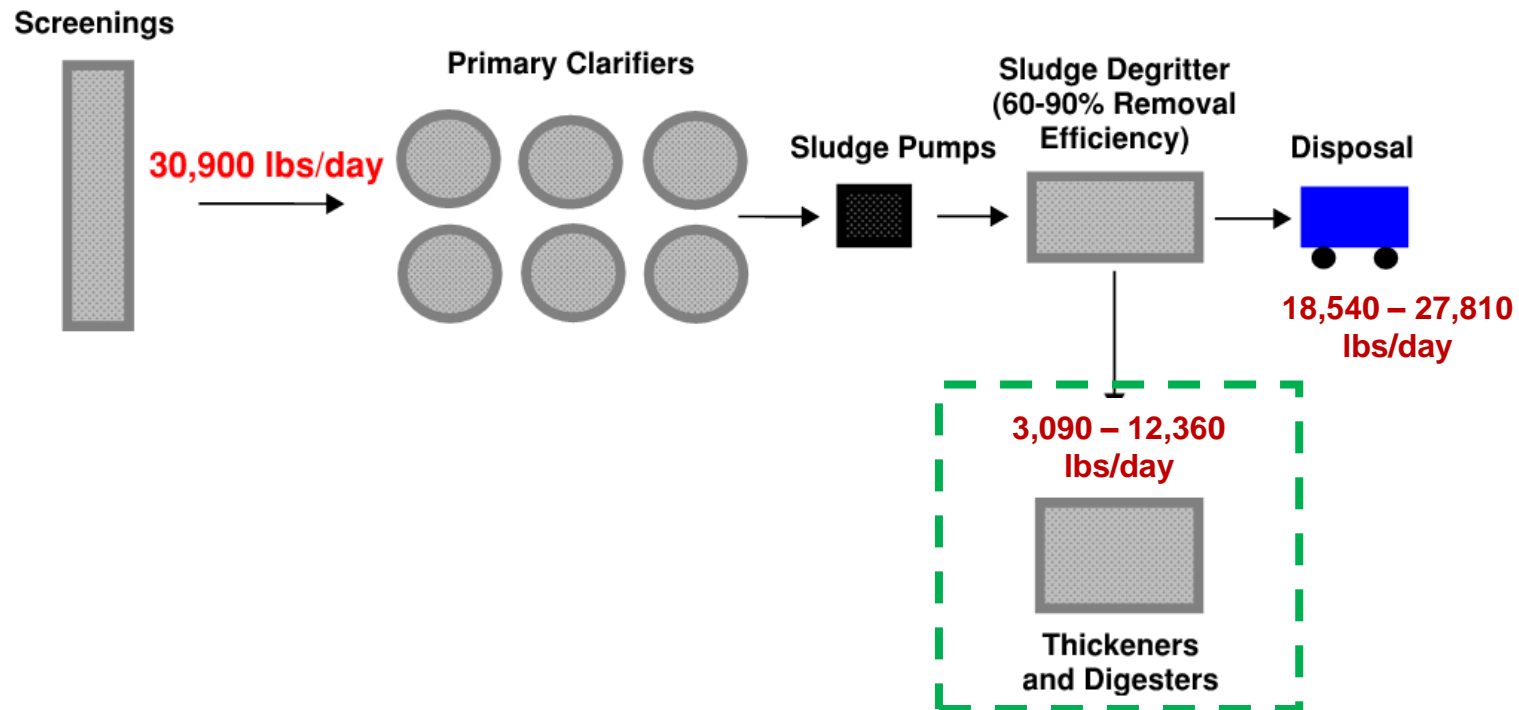 Screenings
30,900 lbs/day
Primary Clarifiers
Sludge Pumps
Sludge Degritter
(60-90% Removal
Efficiency)
Disposal
18,540 – 27,810
lbs/day
3,090 – 12,360
lbs/day
Thickeners
and Digesters